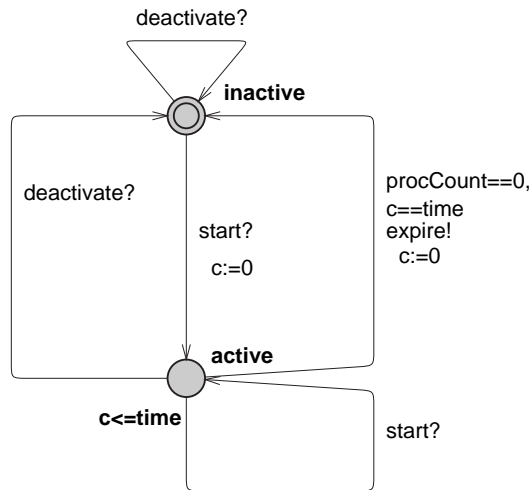 deactivate?
inactive
deactivate?
procCount==0,
c==time
expire!
c:=0
start?
c:=0
active
c<=time
start?